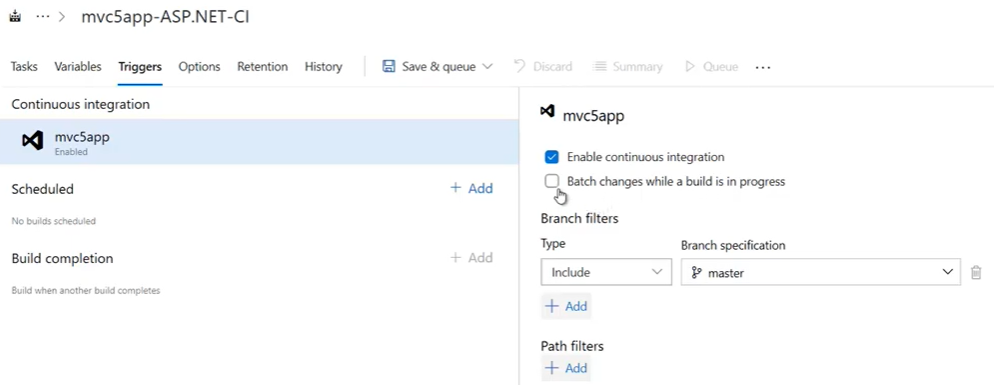 ... > mvc5app-ASP.NET-CI
Tasks Variables Triggers Options Retention History Save & queue Discard Summary Queue ...
Continuous integration
mvc5app
Enabled
Scheduled + Add
No builds scheduled
Build completion + Add
Build when another build completes
mvc5app
Enable continuous integration
Batch changes while a build is in progress
Branch filters
Type Branch specification
Include master
+ Add
Path filters
+ Add